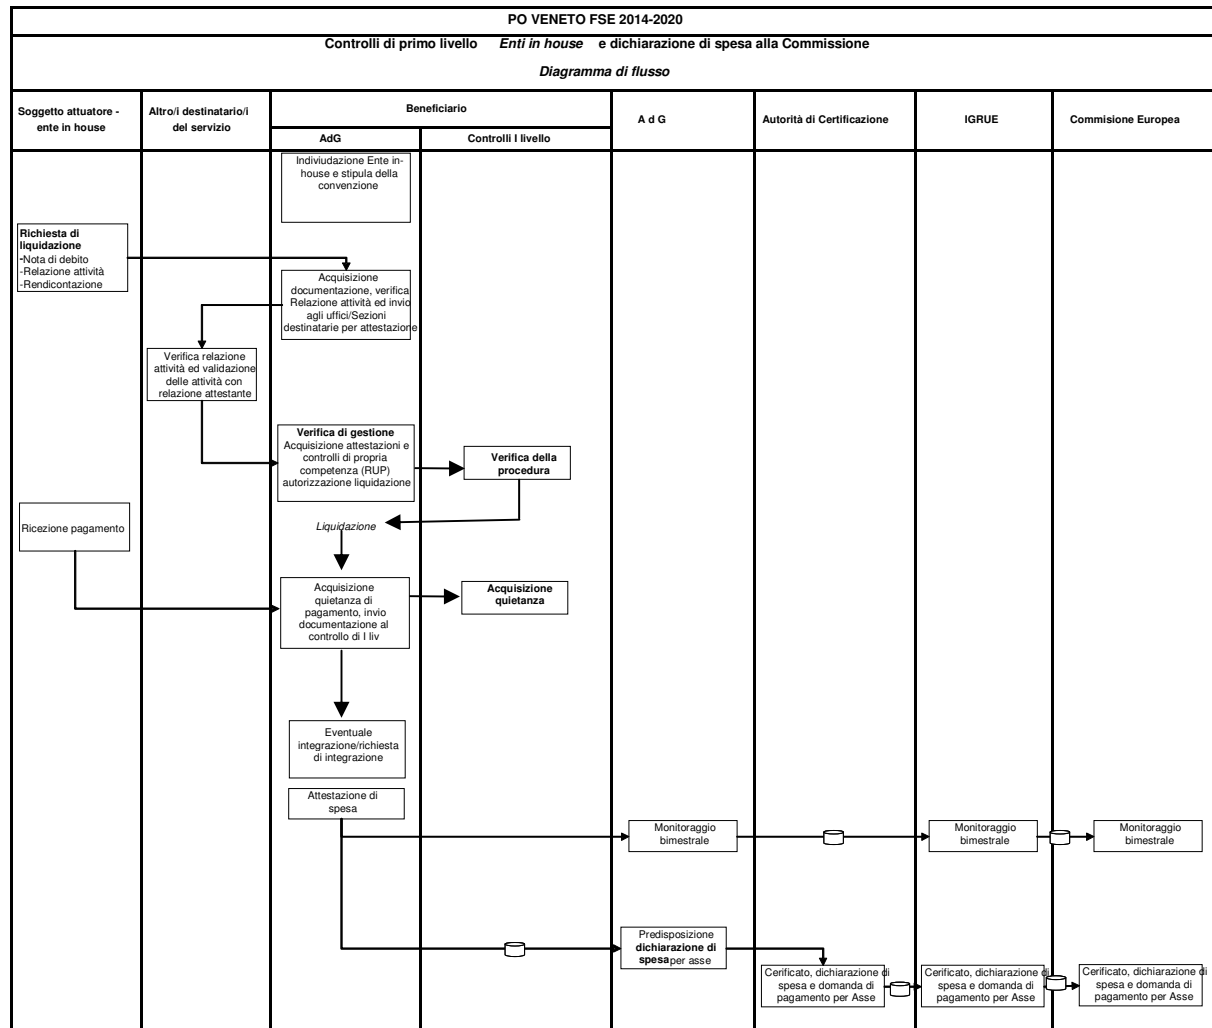 PO VENETO FSE 2014-2020
Controlli di primo livello Enti in house e dichiarazione di spesa alla Commissione
Diagramma di flusso
Soggetto attuatore -
ente in house
Altro/i destinatario/i
del servizio
Beneficiario
AdG
Controlli I livello
A d G
Autorità di Certificazione
IGRUE
Commisione Europea
Indiviudazione Ente in-
house e stipula della
convenzione
Richiesta di
liquidazione
-Nota di debito
-Relazione attività
-Rendicontazione
Acquisizione
documentazione, verifica
Relazione attività ed invio
agli uffici/Sezioni
destinatarie per attestazione
Verifica relazione
attività ed validazione
delle attività con
relazione attestante
Verifica di gestione
Acquisizione attestazioni e
controlli di propria
competenza (RUP)
autorizzazione liquidazione
Verifica della
procedura
Ricezione pagamento
Liquidazione
Acquisizione
quietanza di
pagamento, invio
documentazione al
controllo di I liv
Acquisizione
quietanza
Eventuale
integrazione/richiesta
di integrazione
Attestazione di
spesa
Monitoraggio
bimestrale
Monitoraggio
bimestrale
Monitoraggio
bimestrale
Predisposizione
dichiarazione di
spesa per asse
Cerificato, dichiarazione di
spesa e domanda di
pagamento per Asse
Cerificato, dichiarazione di
spesa e domanda di
pagamento per Asse
Cerificato, dichiarazione di
spesa e domanda di
pagamento per Asse